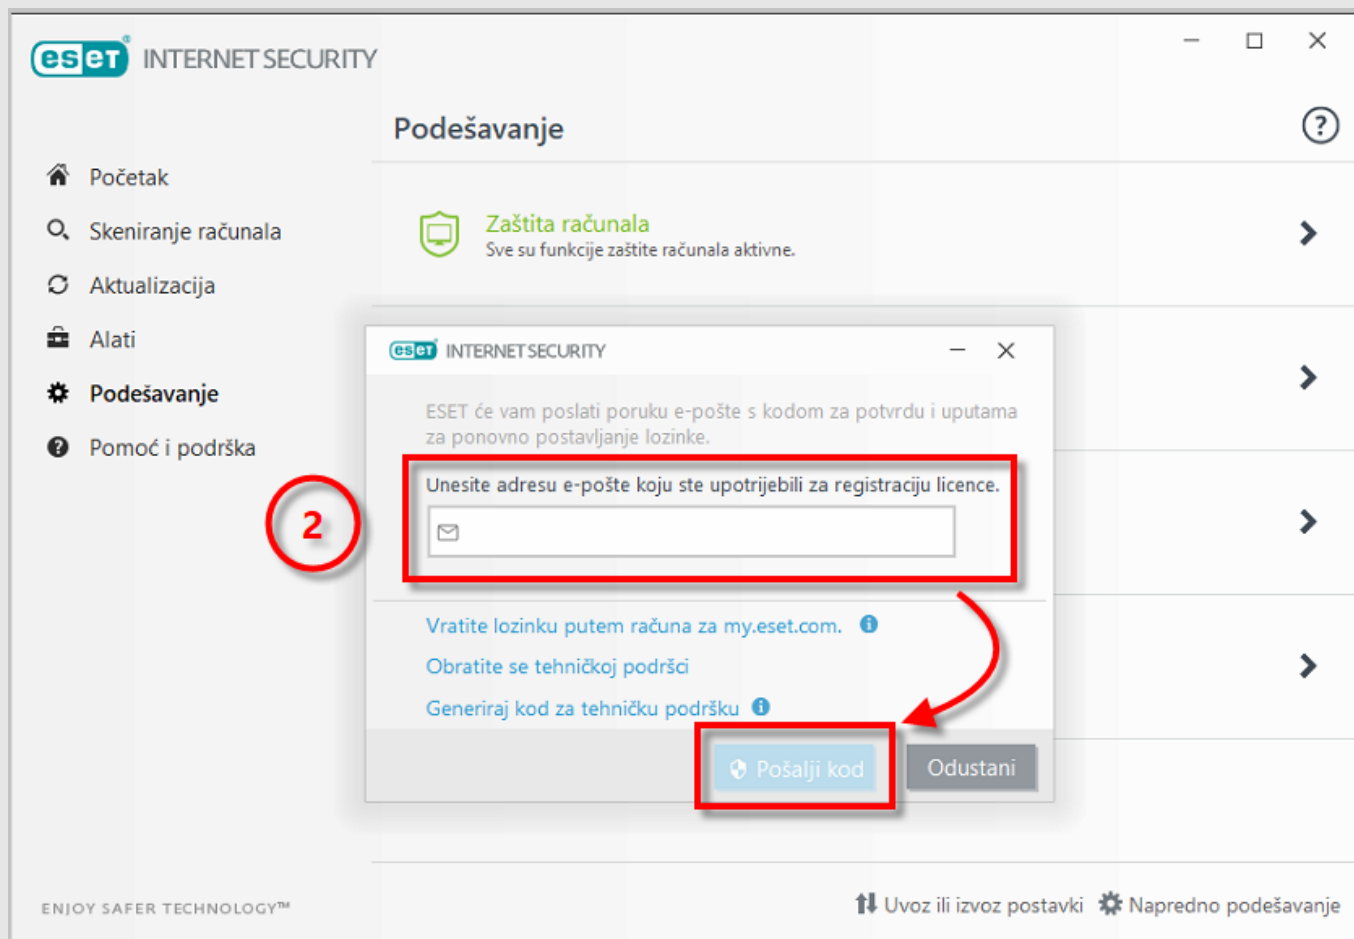 eset INTERNET SECURITY
Podešavanje
Početak
Skeniranje računala
Aktualizacija
Alati
Podešavanje
Pomoć i podrška
Zaštita računala
Sve su funkcije zaštite računala aktivne.
eset INTERNET SECURITY
ESET će vam poslati poruku e-pošte s kodom za potvrdu i uputama
za ponovno postavljanje lozinke.
2
Unesite adresu e-pošte koju ste upotrijebili za registraciju licence.
Vratite lozinku putem računa za my.eset.com.
Obratite se tehničkoj podršci
Generiraj kod za tehničku podršku
Pošalji kod
Odustani
ENJOY SAFER TECHNOLOGY™
Uvoz ili izvoz postavki
Napredno podešavanje